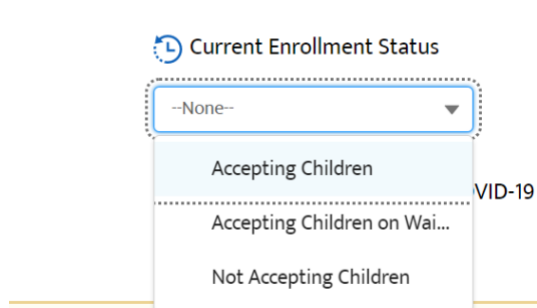 Current Enrollment Status
--None--
Accepting Children
VID-19
Accepting Children on Wai...
Not Accepting Children